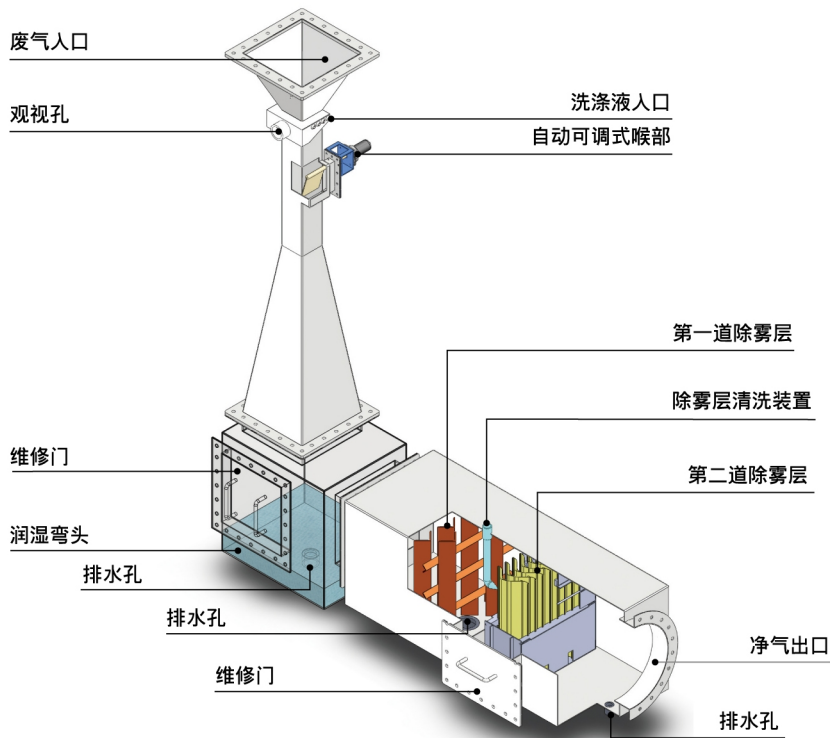 废气入口
观视孔
洗涤液入口
自动可调式喉部
第一道除雾层
除雾层清洗装置
维修门
第二道除雾层
润湿弯头
排水孔
排水孔
净气出口
维修门
排水孔